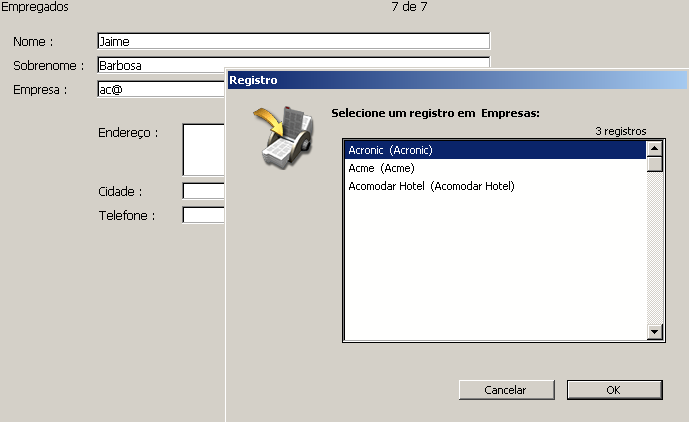 Empregados 7 de 7
Nome : Jaime
Sobrenome : Barbosa
Empresa : ac@
Endereço :
Cidade :
Telefone :
Registro
Selecione um registro em Empresas:
3 registros
Acronic (Acronic)
Acme (Acme)
Acomodar Hotel (Acomodar Hotel)
Cancelar OK